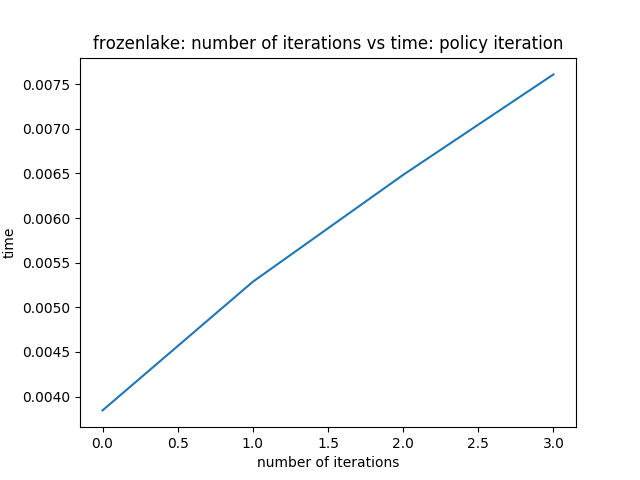 frozenlake: number of iterations vs time: policy iteration
0.0075
0.0070
0.0065
0.0060
0.0055
0.0050
0.0045
0.0040
time
0.0 0.5 1.0 1.5 2.0 2.5 3.0
number of iterations